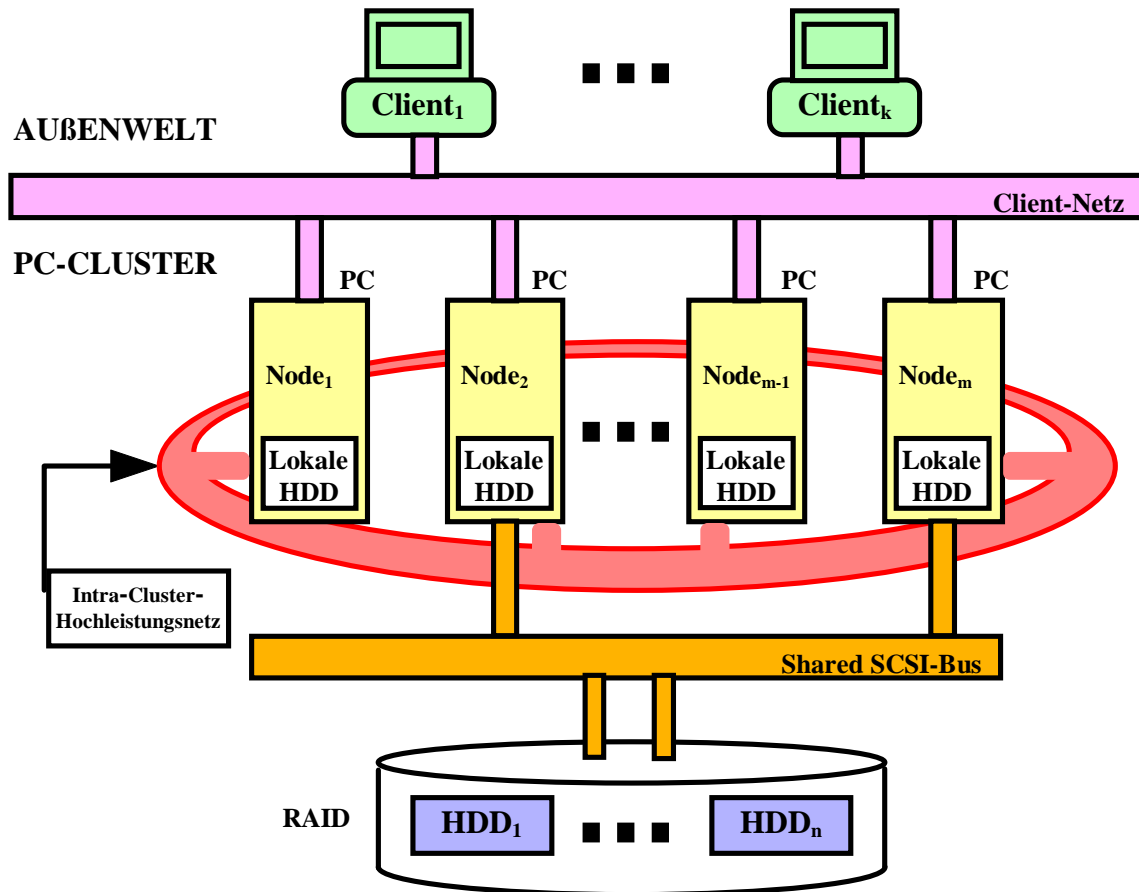 Client₁
Clientₖ
AUßENWELT
Client-Netz
PC-CLUSTER
PC
PC
PC
PC
Node₁
Node₂
Nodeₘ₋₁
Nodeₘ
Lokale
HDD
Lokale
HDD
Lokale
HDD
Lokale
HDD
Intra-Cluster-
Hochleistungsnetz
Shared SCSI-Bus
RAID
HDD₁
HDDₙ